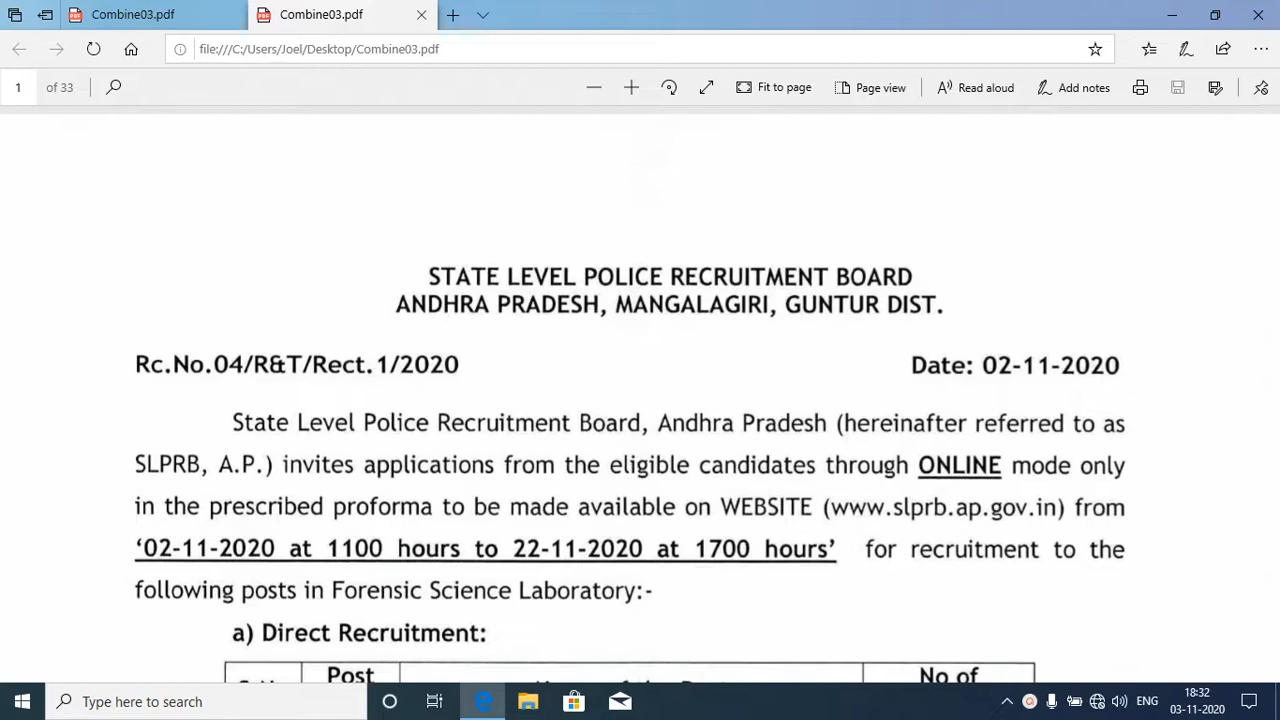 Combine03.pdf
Combine03.pdf
file:///C:/Users/Joel/Desktop/Combine03.pdf
1 of 33
Fit to page
Page view
Read aloud
Add notes
STATE LEVEL POLICE RECRUITMENT BOARD
ANDHRA PRADESH, MANGALAGIRI, GUNTUR DIST.
Rc.No.04/R&T/Rect.1/2020 Date: 02-11-2020
State Level Police Recruitment Board, Andhra Pradesh (hereinafter referred to as
SLPRB, A.P.) invites applications from the eligible candidates through ONLINE mode only
in the prescribed proforma to be made available on WEBSITE (www.slprb.ap.gov.in) from
‘02-11-2020 at 1100 hours to 22-11-2020 at 1700 hours’ for recruitment to the
following posts in Forensic Science Laboratory:-
a) Direct Recruitment:
Post
No of
Type here to search
ENG
18:32
03-11-2020